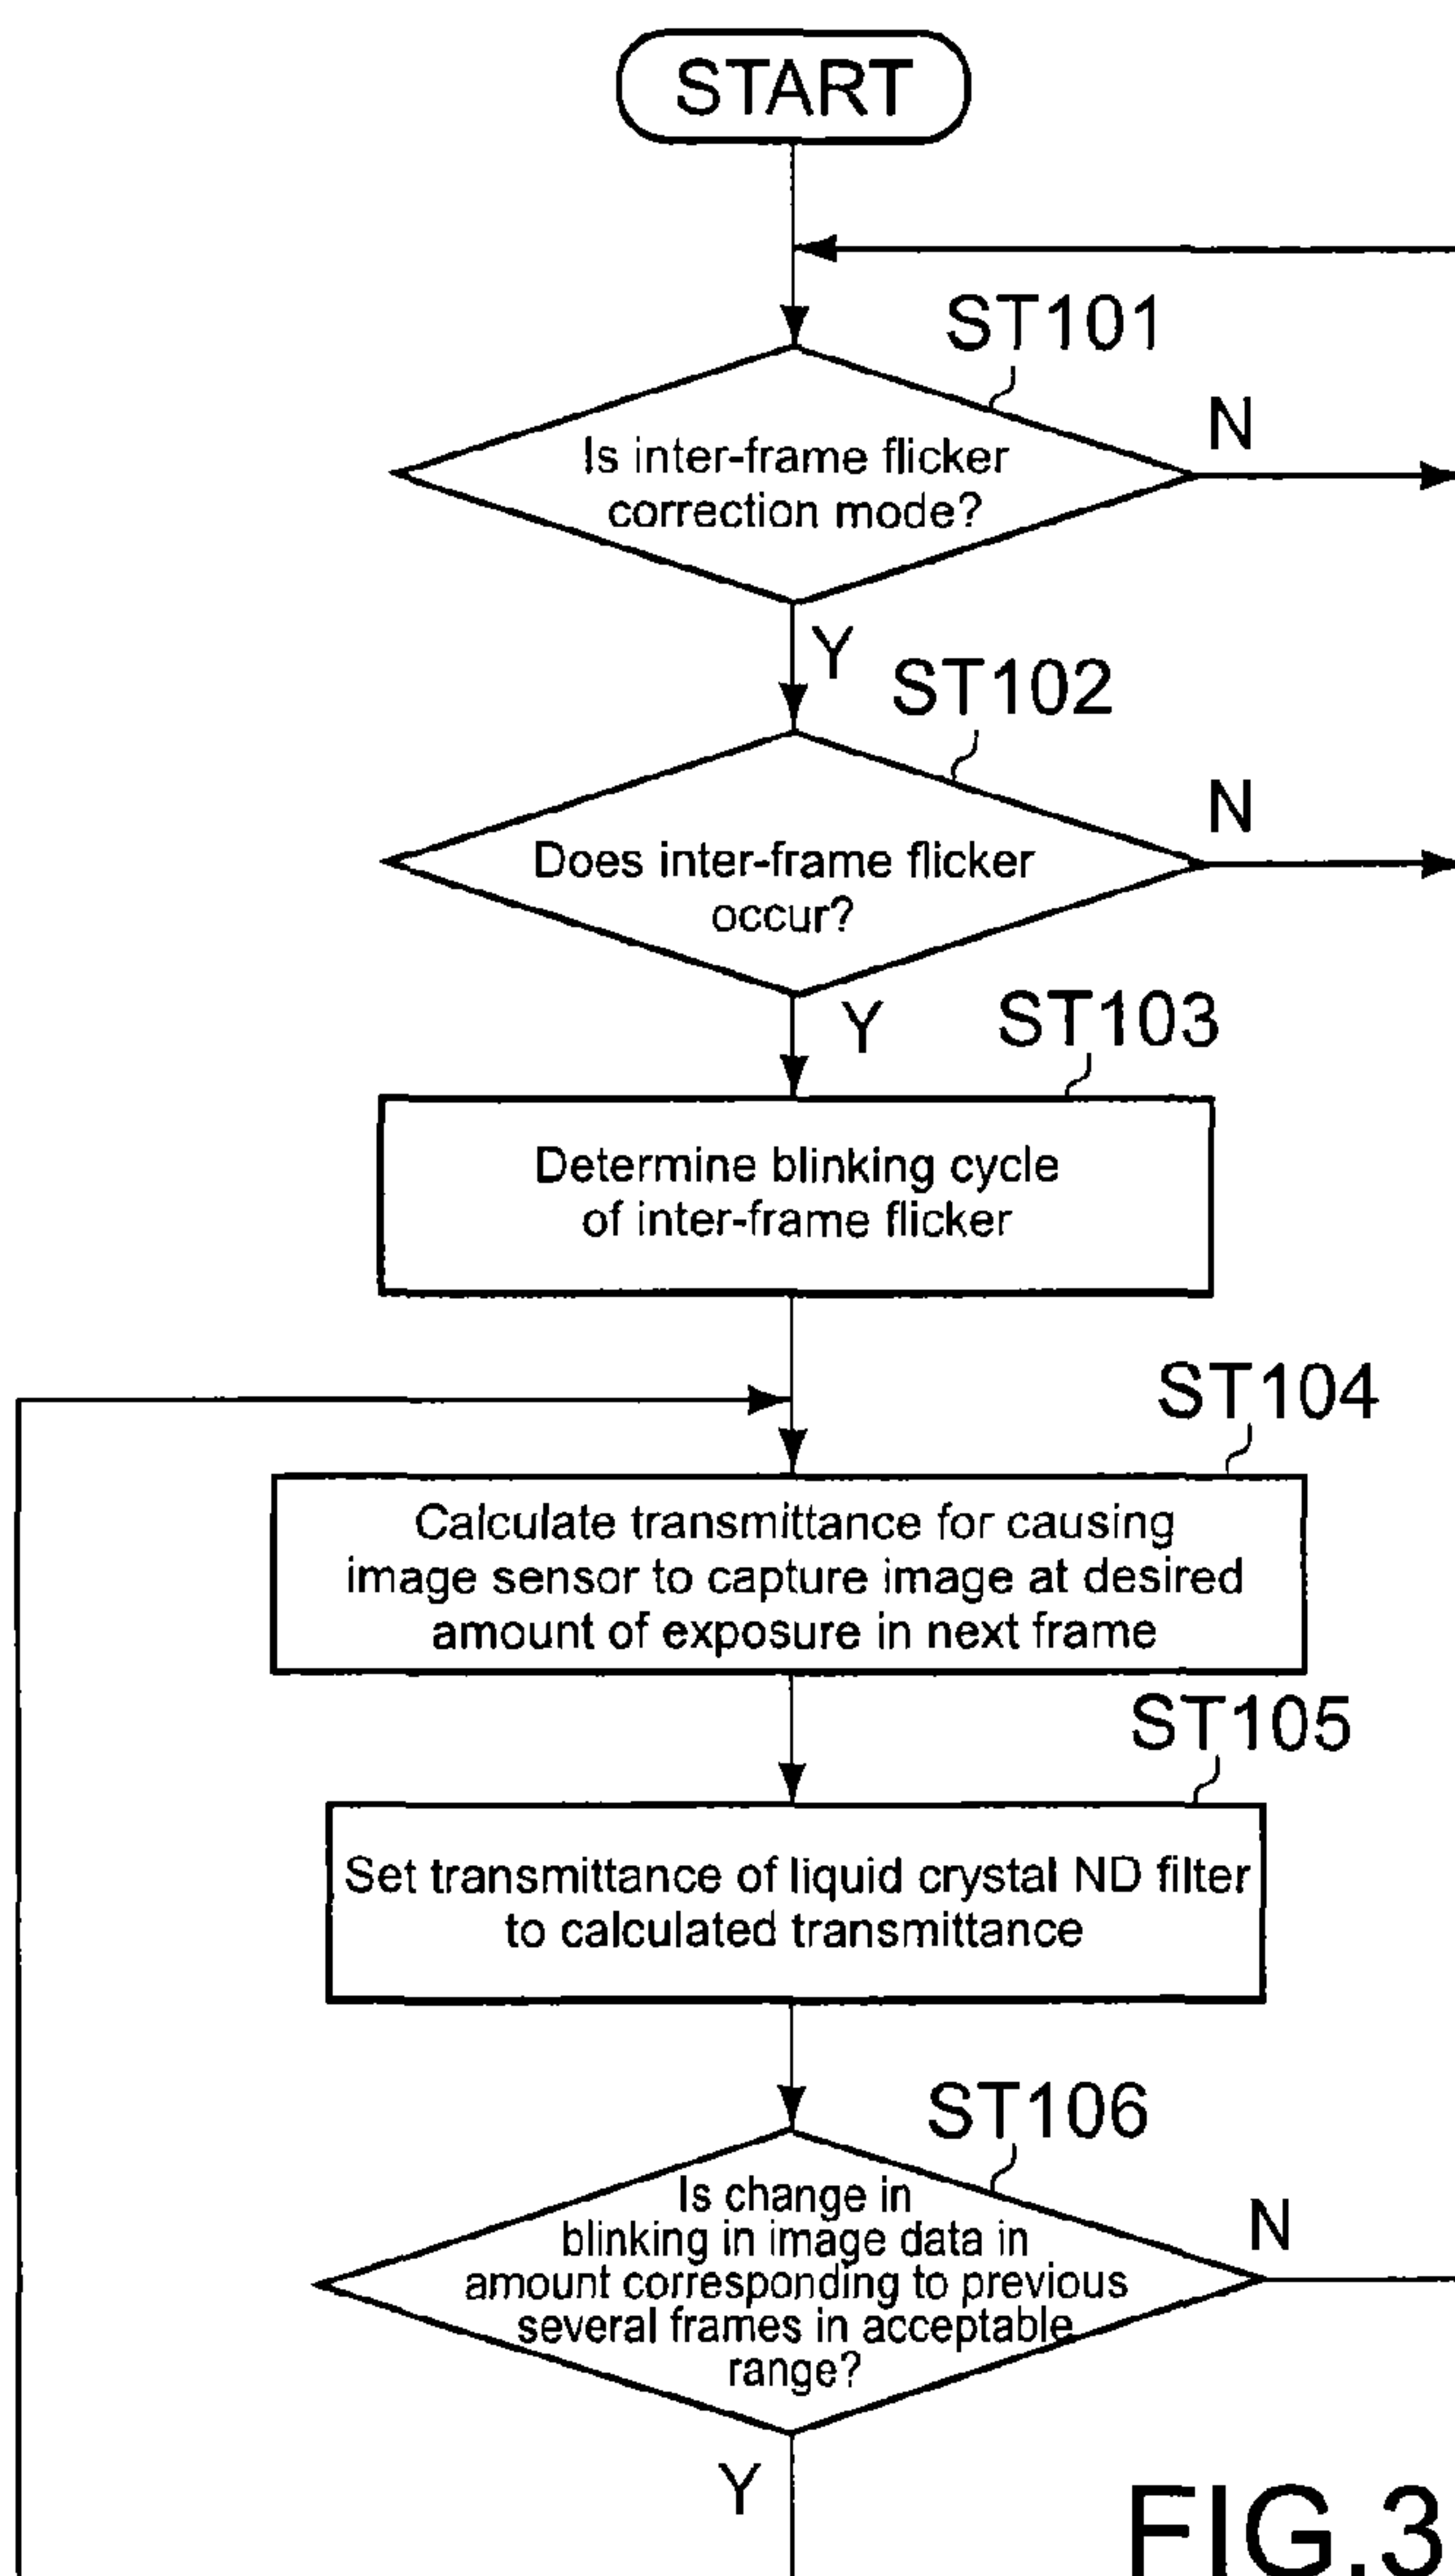 START
ST101
Is inter-frame flicker
correction mode?
N
Y
ST102
Does inter-frame flicker
occur?
N
Y
ST103
Determine blinking cycle
of inter-frame flicker
ST104
Calculate transmittance for causing
image sensor to capture image at desired
amount of exposure in next frame
ST105
Set transmittance of liquid crystal ND filter
to calculated transmittance
ST106
Is change in
blinking in image data in
amount corresponding to previous
several frames in acceptable
range?
N
Y
FIG.3